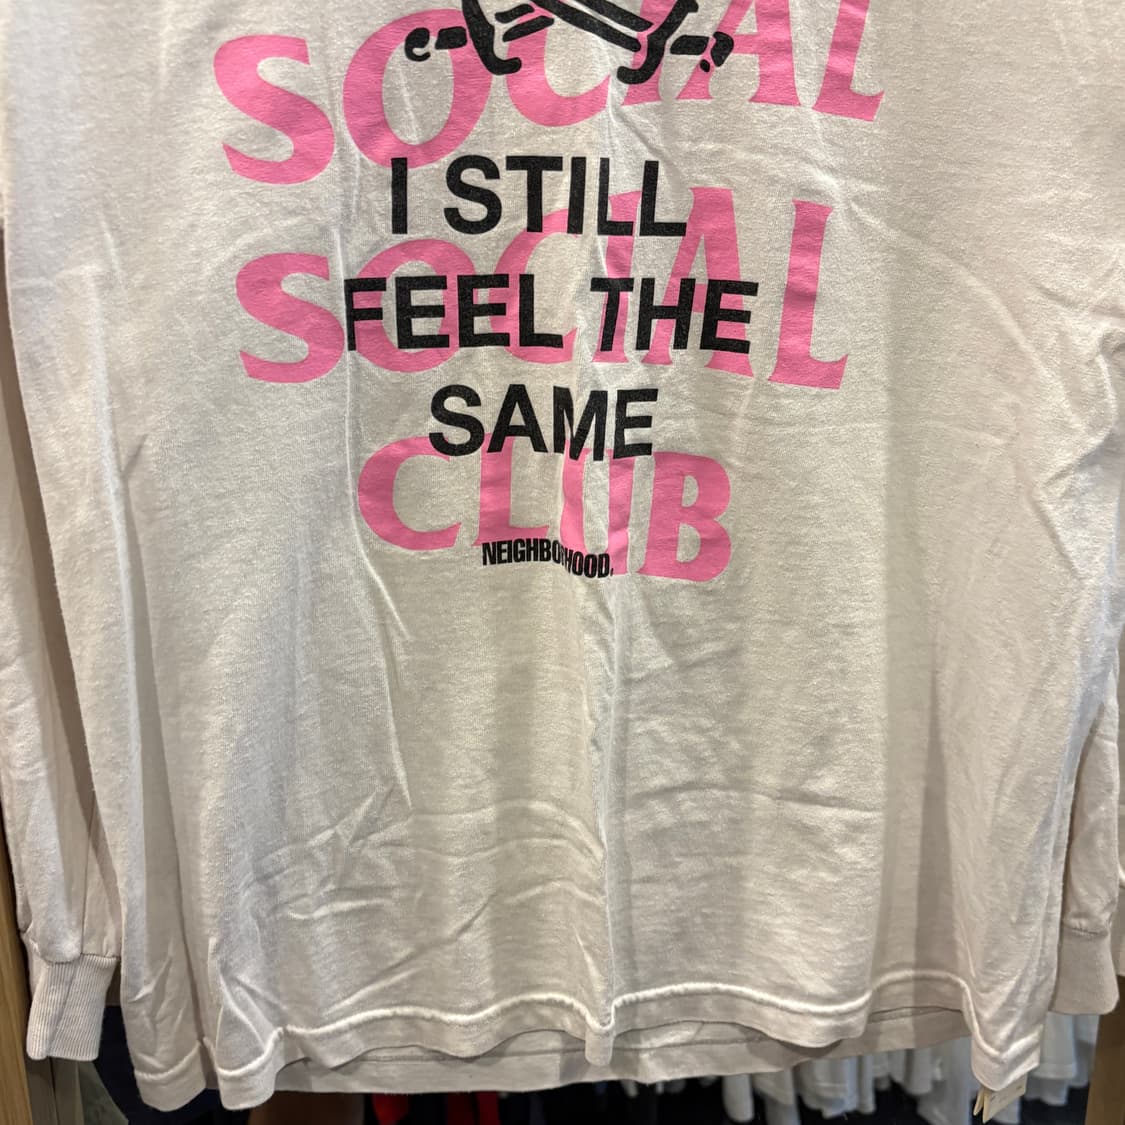 SOCIAL
I STILL
SOCIAL
FEEL THE
SAME
CLUB
NEIGHBORHOOD.